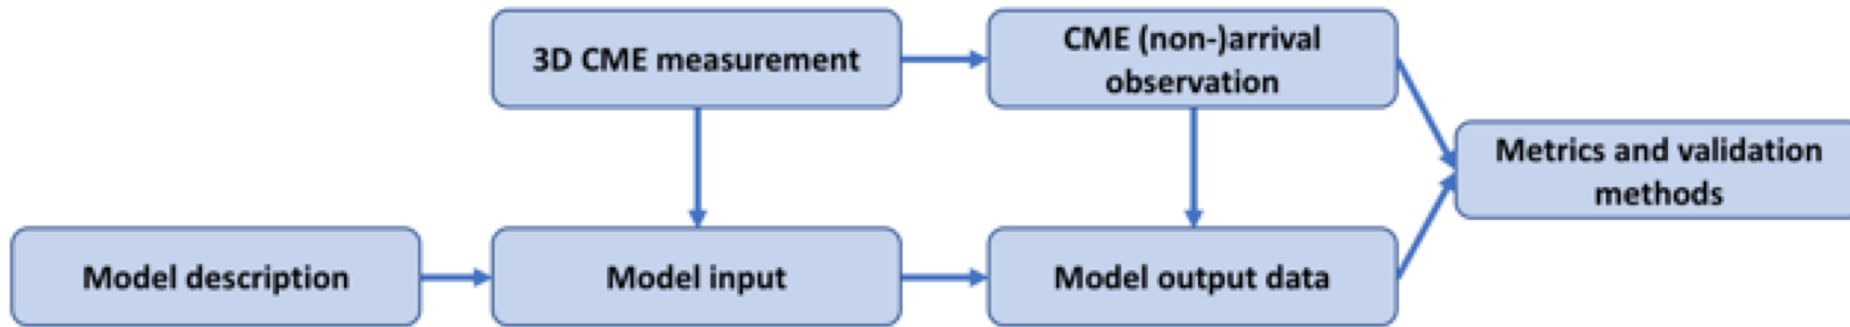 3D CME measurement
CME (non-)arrival
observation
Metrics and validation
methods
Model description
Model input
Model output data